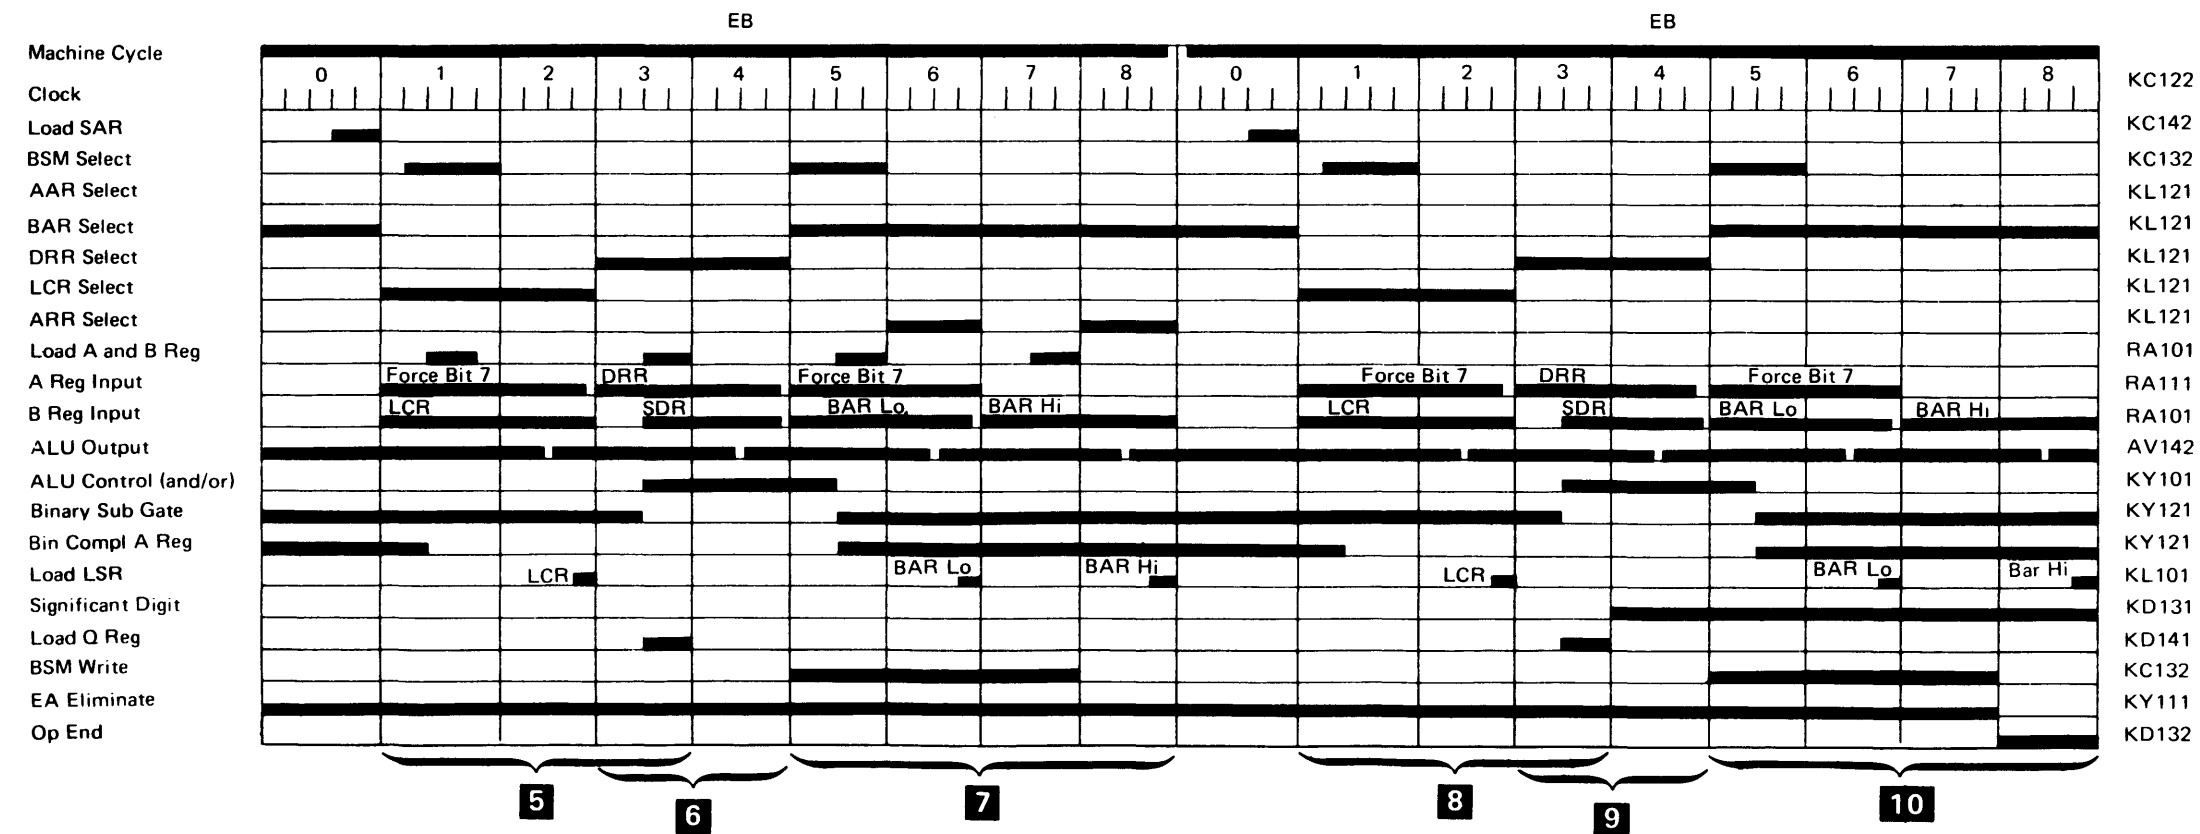 EB EB
Machine Cycle
0 1 2 3 4 5 6 7 8 0 1 2 3 4 5 6 7 8
Clock KC122
Load SAR KC142
BSM Select KC132
AAR Select KL121
BAR Select KL121
DRR Select KL121
LCR Select KL121
ARR Select KL121
Load A and B Reg RA101
Force Bit 7 DRR Force Bit 7 Force Bit 7 DRR Force Bit 7
A Reg Input RA111
LCR SDR BAR Lo. BAR Hi LCR SDR BAR Lo BAR Hi
B Reg Input RA101
ALU Output AV142
ALU Control (and/or) KY101
Binary Sub Gate KY121
Bin Compl A Reg KY121
Load LSR LCR BAR Lo BAR Hi LCR BAR Lo Bar Hi KL101
Significant Digit KD131
Load Q Reg KD141
BSM Write KC132
EA Eliminate KY111
Op End KD132
5 6 7 8 9 10